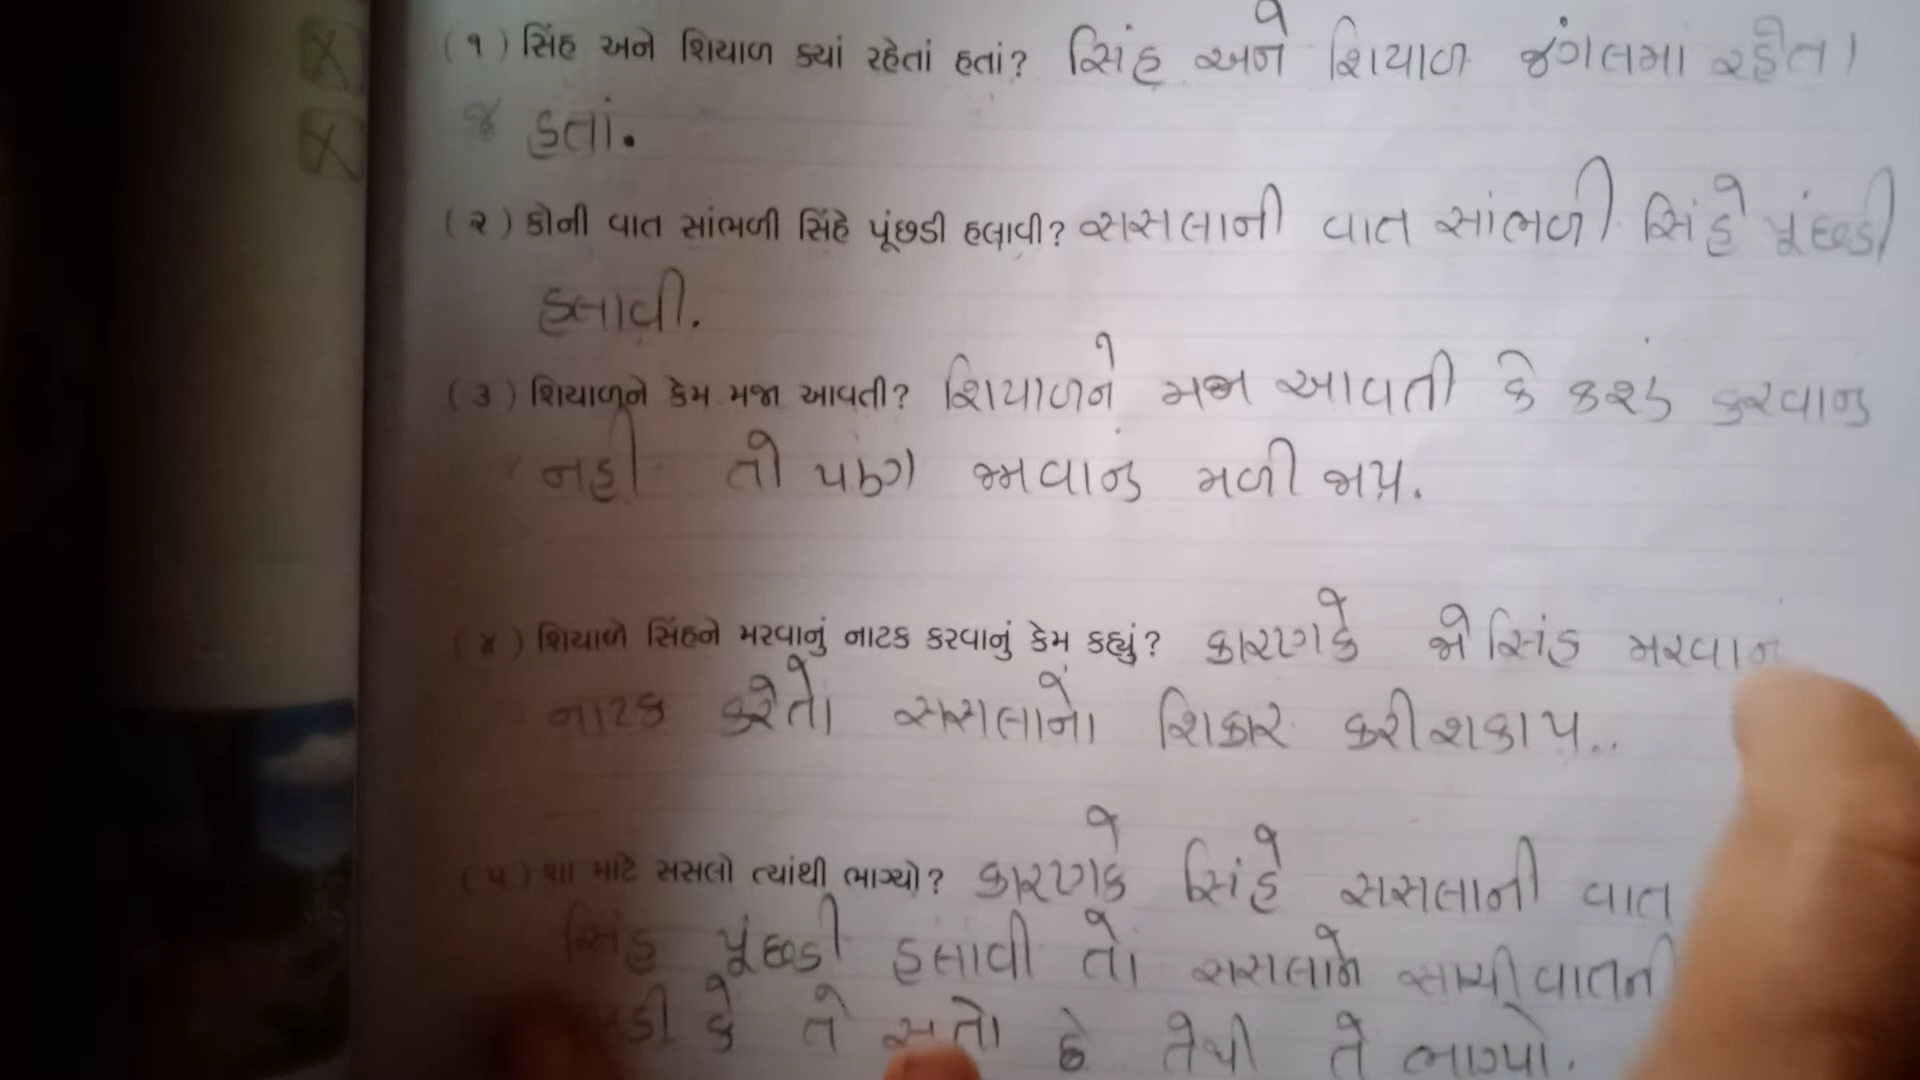 (૧) સિંહ અને શિયાળ ક્યાં રહેતાં હતાં? સિંહ અને શિયાળ જંગલમાં રહેતા
હતાં.
(૨) કોની વાત સાંભળી સિંહે પૂંછડી હલાવી? સસલાની વાત સાંભળી સિંહે પૂંછડી
હલાવી.
(૩) શિયાળને કેમ મજા આવતી? શિયાળને મજા આવતી કે કશું કરવાનુ
નહી તો પણ જમવાનું મળી જાય.
(૪) શિયાળે સિંહને મરવાનું નાટક કરવાનું કેમ કહ્યું? કારણકે જો સિંહ મરવાનુ
નાટક કરેતો સસલાનો શિકાર કરીશકાય..
(૫) શા માટે સસલો ત્યાંથી ભાગ્યો? કારણકે સિંહે સસલાની વાત
સિંહ પૂંછડી હલાવી તો સસલાને સાચીવાતની
કે તે છે તેથી તે ભાગ્યો.